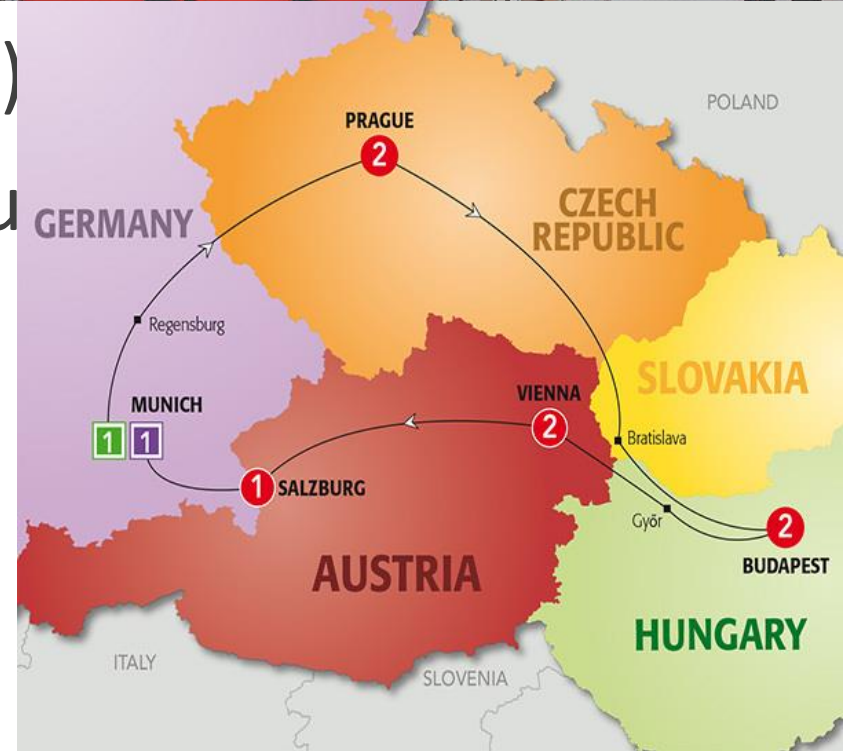 )
u
POLAND
PRAGUE
2
CZECH
REPUBLIC
GERMANY
Regensburg
SLOVAKIA
MUNICH
1 1
VIENNA
2
Bratislava
1 SALZBURG
Győr
2
BUDAPEST
AUSTRIA
HUNGARY
ITALY
SLOVENIA